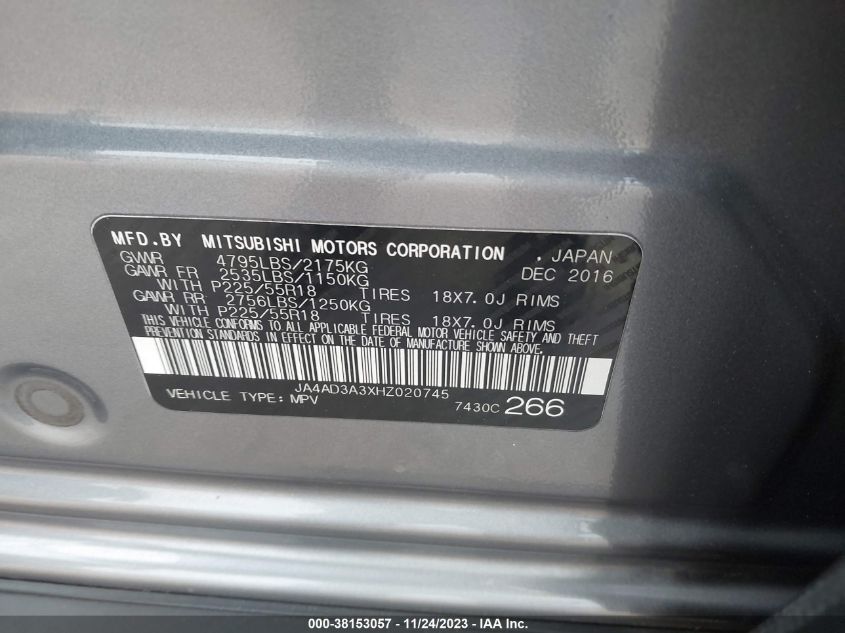 MFD.BY MITSUBISHI MOTORS CORPORATION . JAPAN
GVWR 4795LBS/2175KG DEC 2016
GAWR FR 2535LBS/1150KG
WITH P225/55R18 TIRES 18X7.0J RIMS
GAWR RR 2756LBS/1250KG
WITH P225/55R18 TIRES 18X7.0J RIMS
THIS VEHICLE CONFORMS TO ALL APPLICABLE FEDERAL MOTOR VEHICLE SAFETY AND THEFT
PREVENTION STANDARDS IN EFFECT ON THE DATE OF MANUFACTURE SHOWN ABOVE.
JA4AD3A3XHZ020745
VEHICLE TYPE: MPV 7430C 266
000-38153057 - 11/24/2023 - IAA Inc.